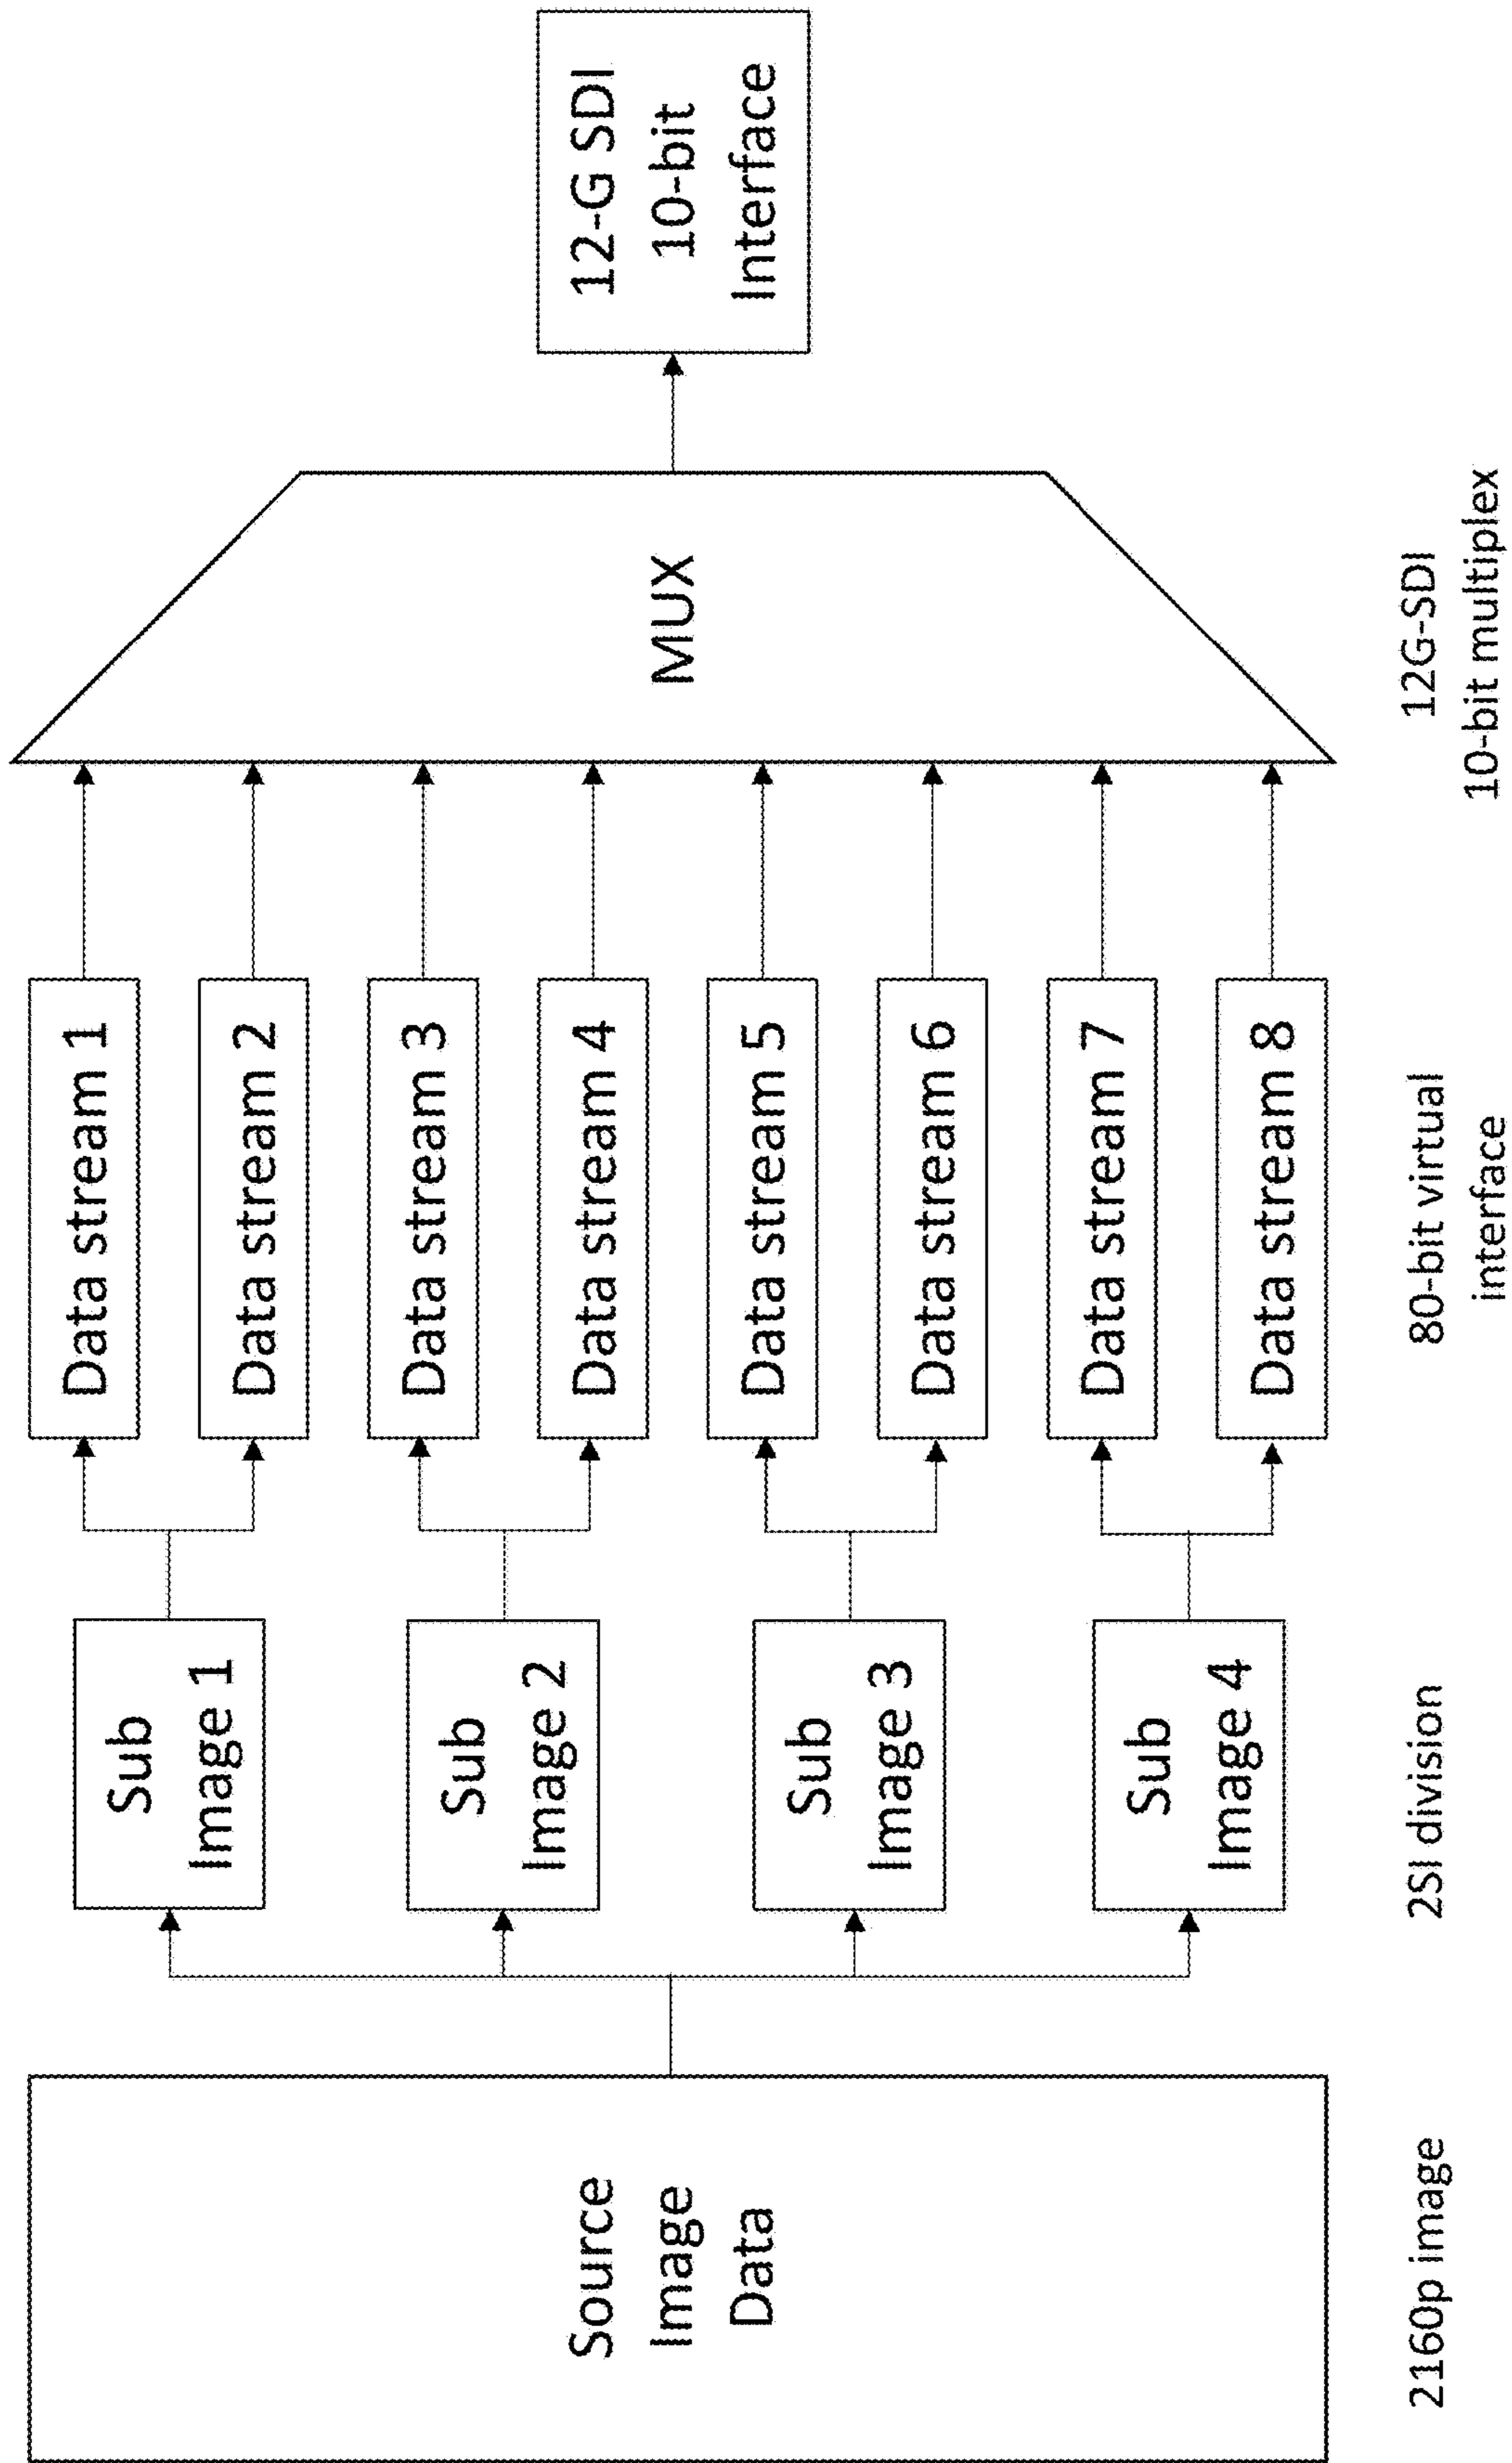 Source
Image
Data
Sub
Image 1
Sub
Image 2
Sub
Image 3
Sub
Image 4
Data stream 1
Data stream 2
Data stream 3
Data stream 4
Data stream 5
Data stream 6
Data stream 7
Data stream 8
MUX
12-G SDI
10-bit
Interface
2160p image
2SI division
80-bit virtual
interface
12G-SDI
10-bit multiplex